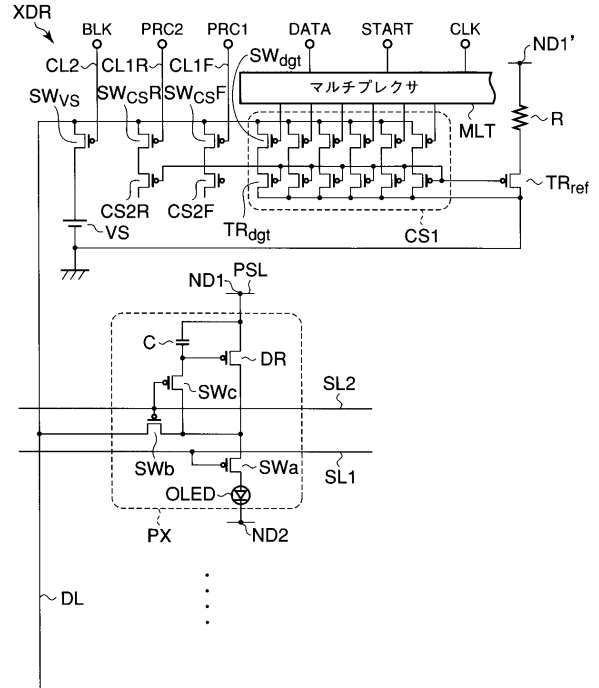 XDR
BLK PRC2 PRC1 DATA START CLK
CL2 CL1R CL1F SWdgt ND1'
マルチプレクサ
SWVS SWCSR SWCSF MLT R
CS2R CS2F TRdgt CS1 TRref
VS
ND1 PSL
C DR
SWc SL2
SWb SWa SL1
OLED
PX ND2
DL